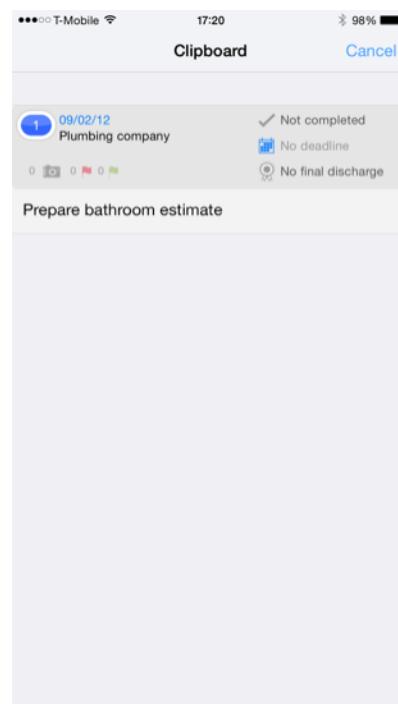 T-Mobile 17:20 98%
Clipboard Cancel
1 09/02/12 Not completed
Plumbing company
No deadline
0 0 0 No final discharge
Prepare bathroom estimate